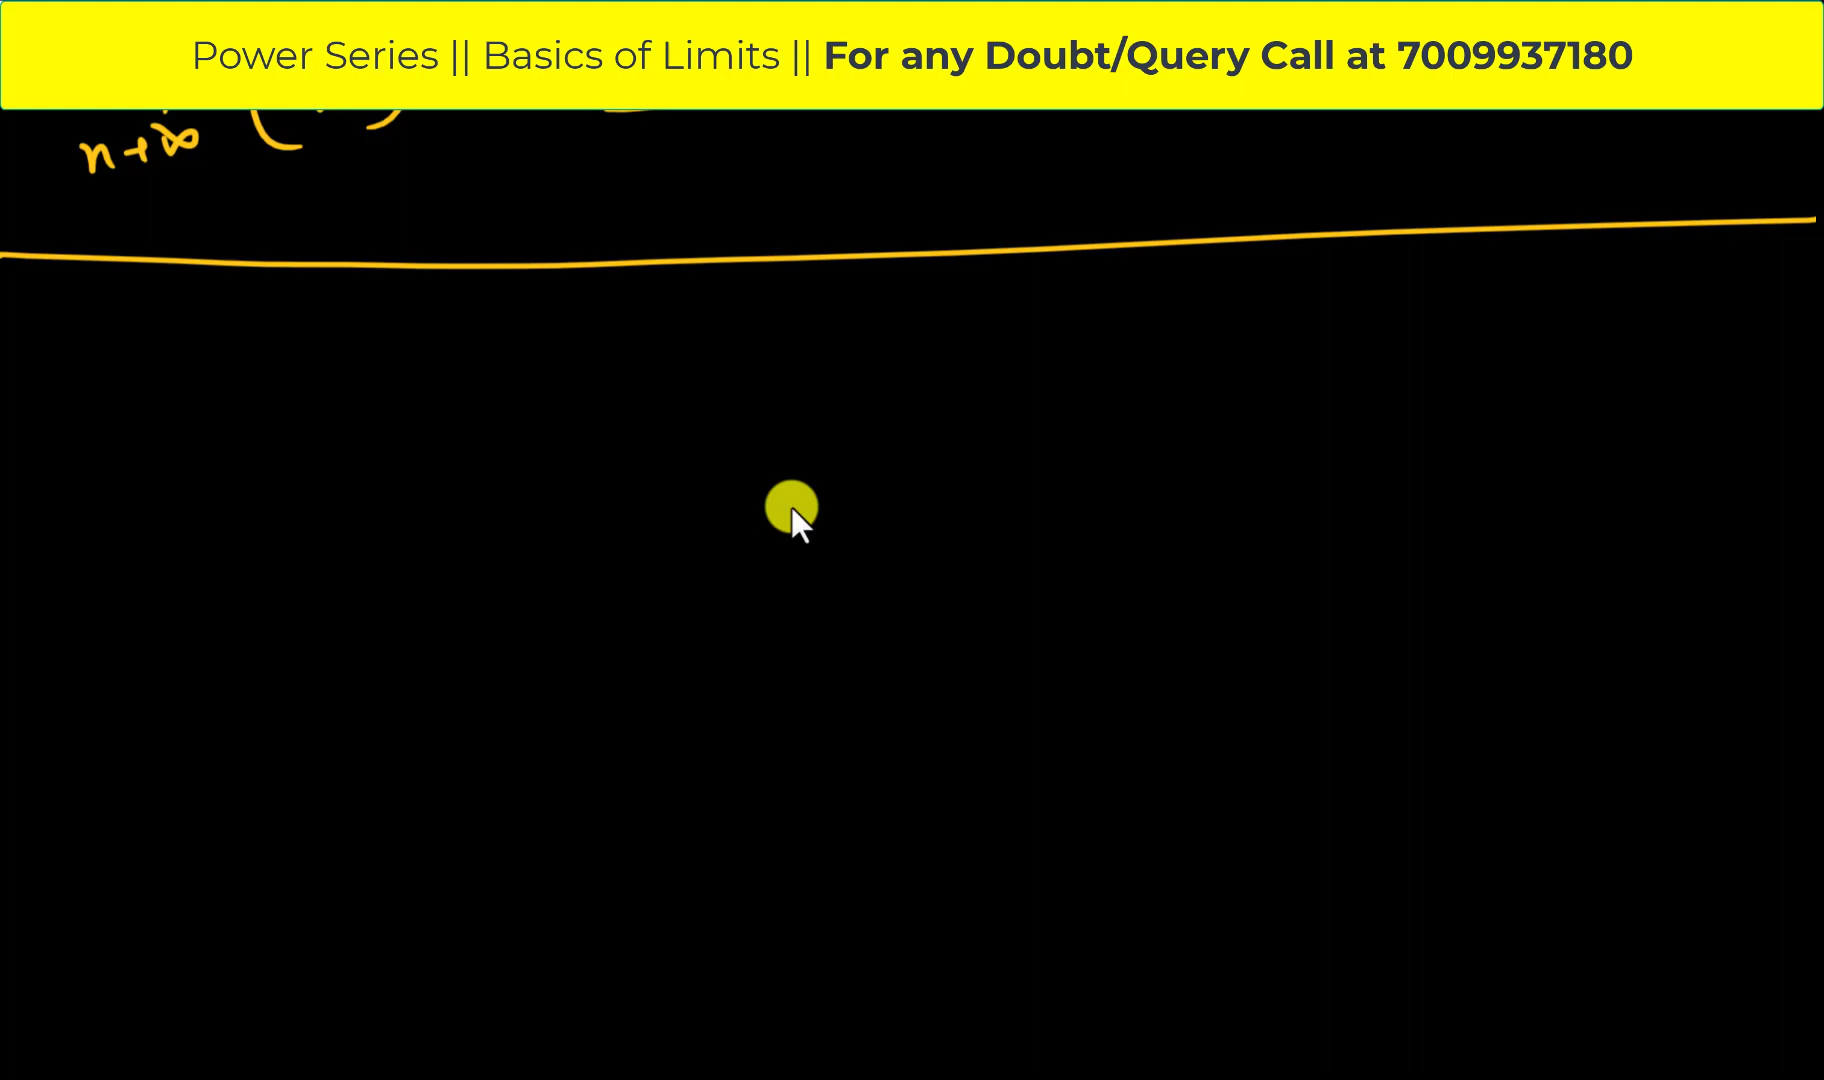 Power Series || Basics of Limits || For any Doubt/Query Call at 7009937180
n→∞